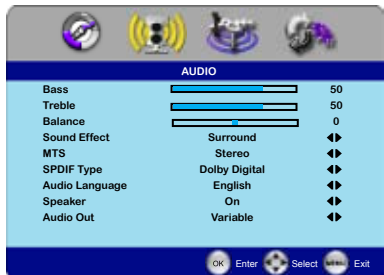 AUDIO
Bass 50
Treble 50
Balance 0
Sound Effect Surround
MTS Stereo
SPDIF Type Dolby Digital
Audio Language English
Speaker On
Audio Out Variable
OK Enter Select MENU Exit